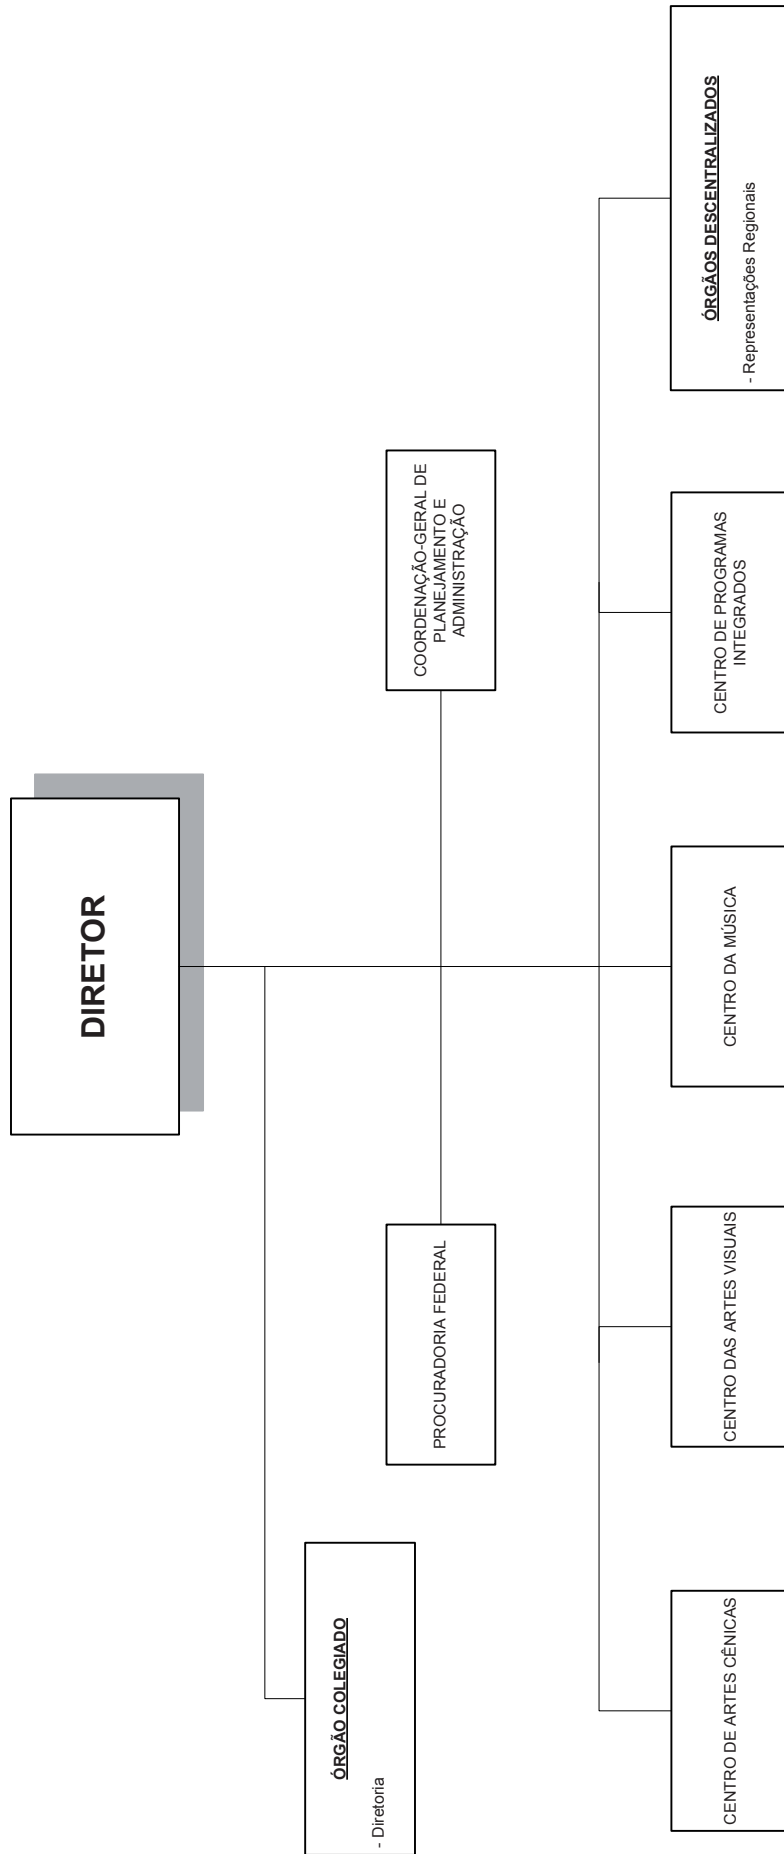 DIRETOR
ÓRGÃO COLEGIADO
- Diretoria
PROCURADORIA FEDERAL
COORDENAÇÃO-GERAL DE
PLANEJAMENTO E
ADMINISTRAÇÃO
CENTRO DE ARTES CÊNICAS
CENTRO DAS ARTES VISUAIS
CENTRO DA MÚSICA
CENTRO DE PROGRAMAS
INTEGRADOS
ÓRGÃOS DESCENTRALIZADOS
- Representações Regionais